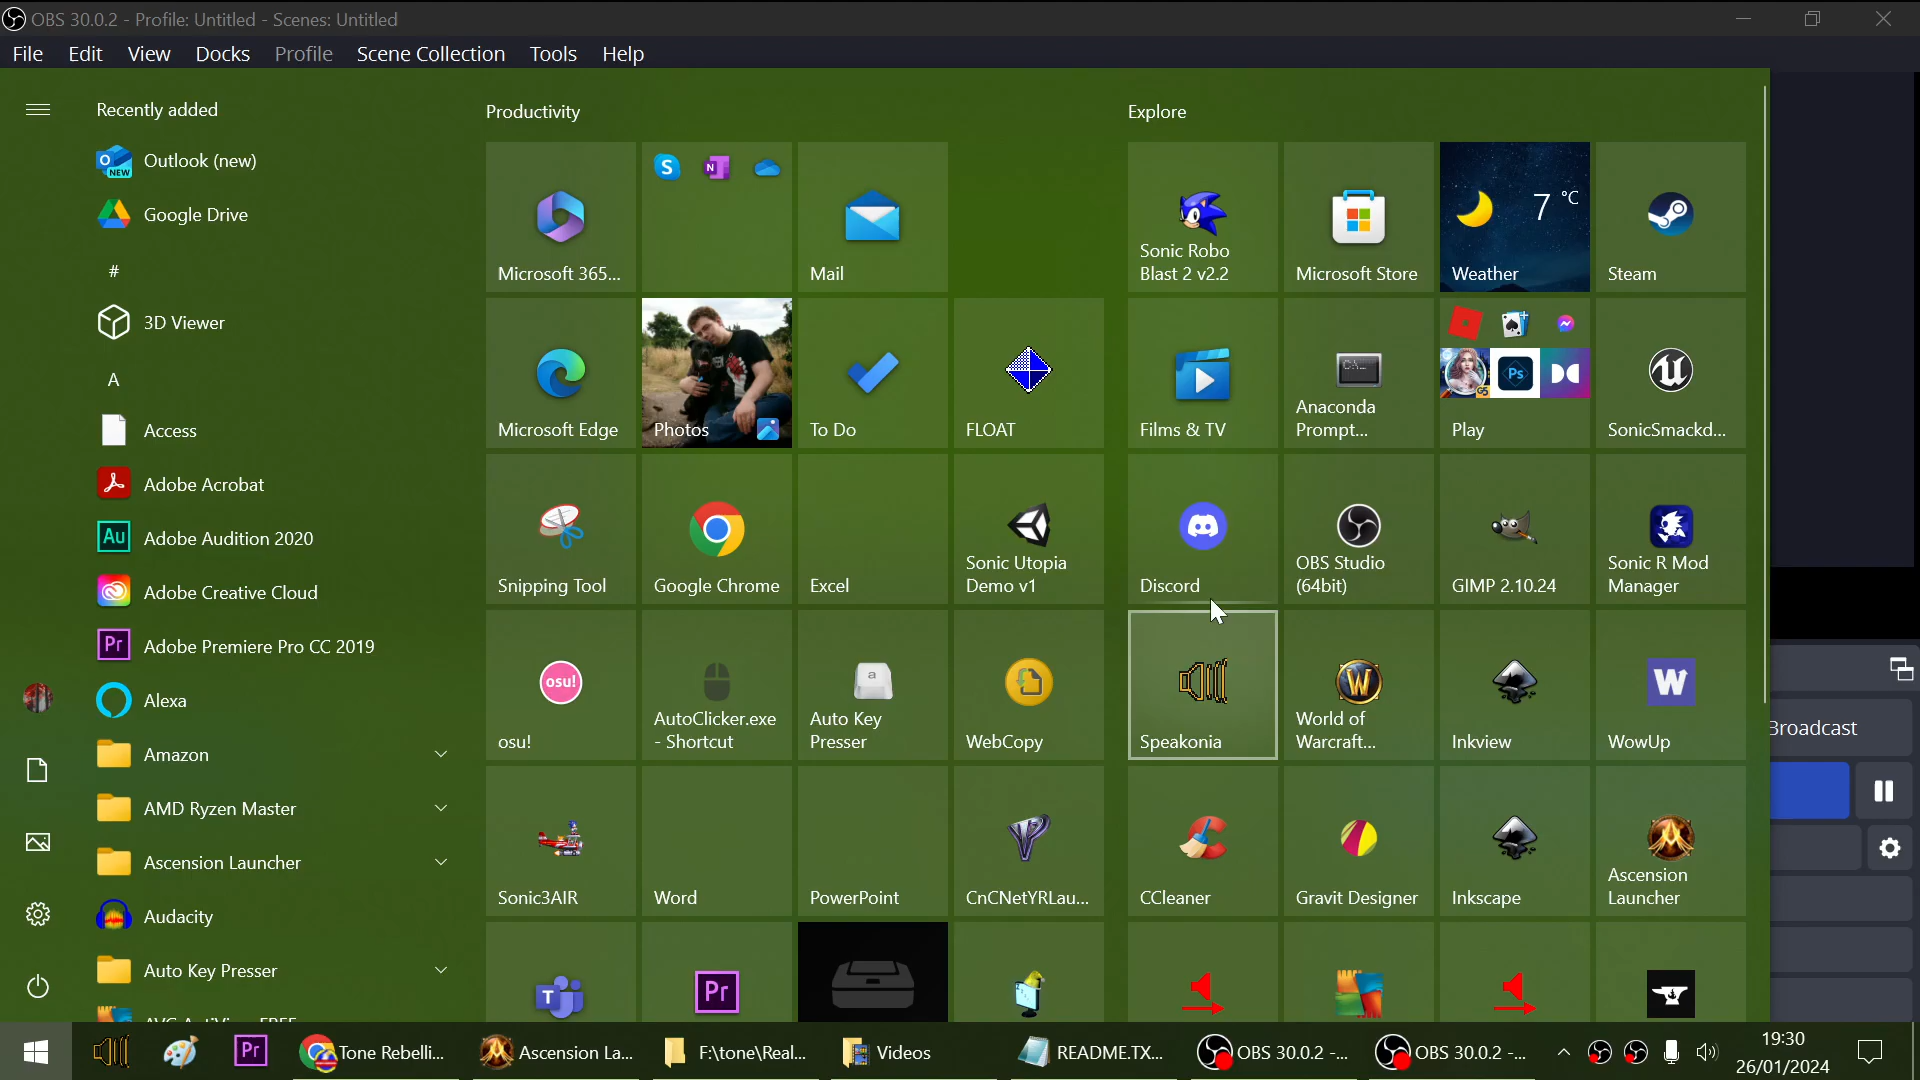 OBS 30.0.2 - Profile: Untitled - Scenes: Untitled
File Edit View Docks Profile Scene Collection Tools Help
Recently added
Outlook (new)
Google Drive
#
3D Viewer
A
Access
Adobe Acrobat
Adobe Audition 2020
Adobe Creative Cloud
Adobe Premiere Pro CC 2019
Alexa
Amazon
AMD Ryzen Master
Ascension Launcher
Audacity
Auto Key Presser
Productivity
Microsoft 365...
Mail
Microsoft Edge
Photos
To Do
FLOAT
Snipping Tool
Google Chrome
Excel
Sonic Utopia
Demo v1
osu!
osu!
AutoClicker.exe
- Shortcut
a
Auto Key
Presser
WebCopy
Sonic3AIR
Word
PowerPoint
CnCNetYRLau...
Pr
Explore
Sonic Robo
Blast 2 v2.2
Microsoft Store
7 °C
Weather
Steam
Films & TV
Anaconda
Prompt...
Ps
Play
SonicSmackd...
Discord
OBS Studio
(64bit)
GIMP 2.10.24
Sonic R Mod
Manager
Speakonia
World of
Warcraft...
Inkview
WowUp
CCleaner
Gravit Designer
Inkscape
Ascension
Launcher
Broadcast
Pr
Tone Rebelli...
Ascension La...
F:\tone\Real...
Videos
README.TX...
OBS 30.0.2 -...
OBS 30.0.2 -...
19:30
26/01/2024